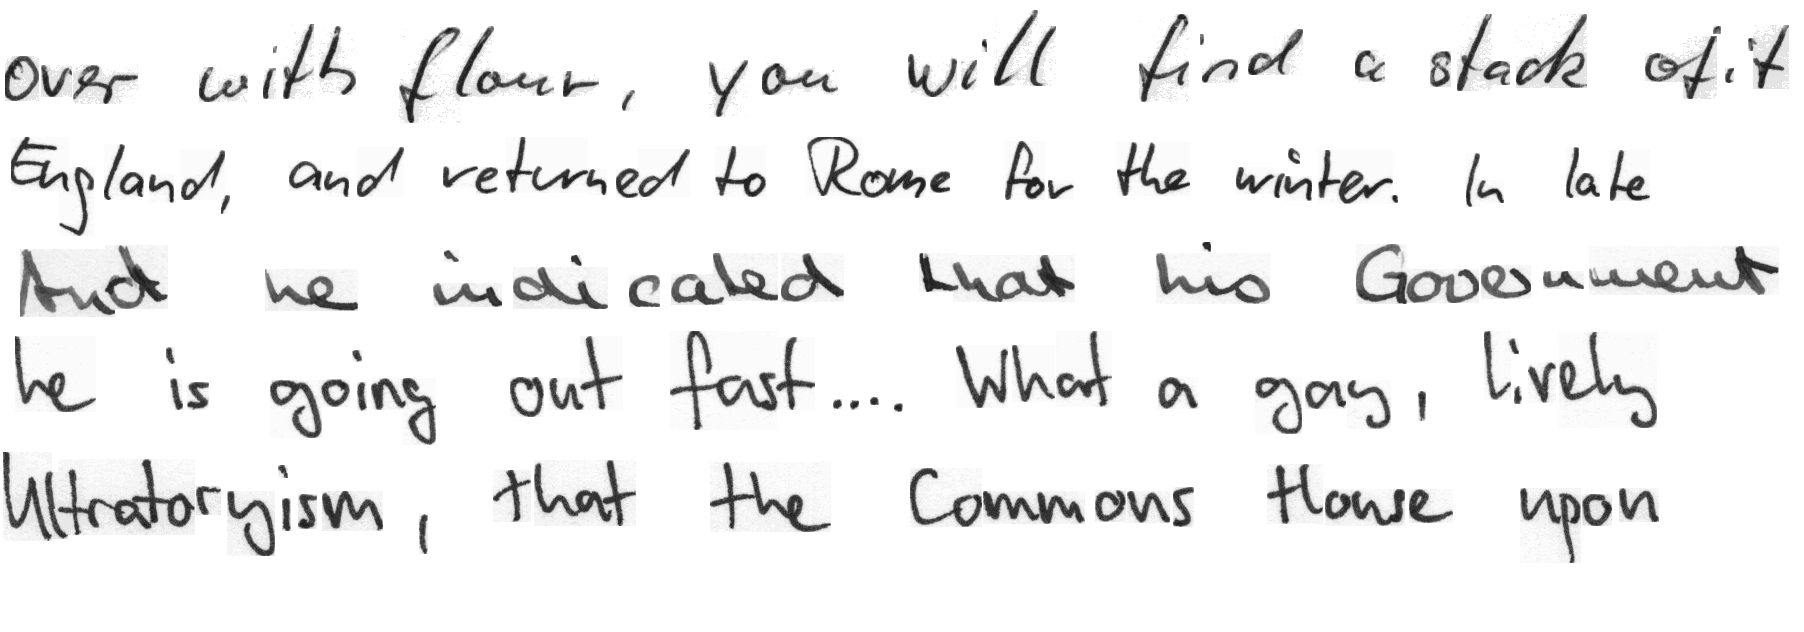 over with flour, you will find a stack of it
England, and returned to Rome for the winter. In late
And he indicated that his Government
he is going out fast.... What a gay, lively
Ultratoryism, that the Commons House upon